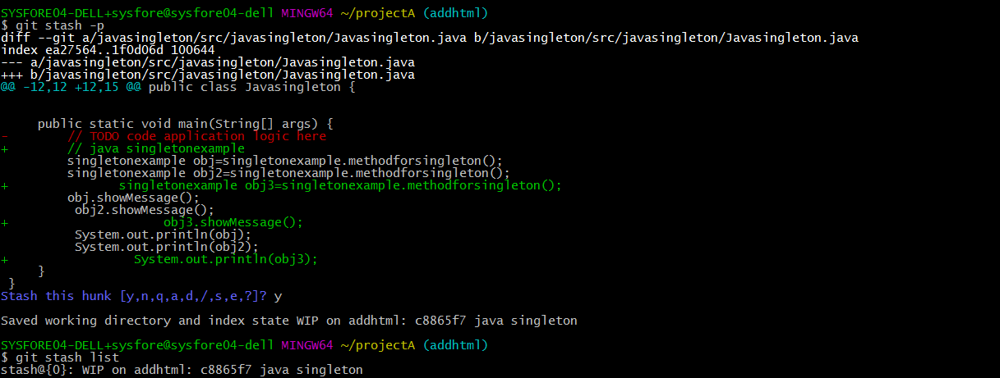 SYSFORE04-DELL+sysfore@sysfore04-dell MINGW64 ~/projectA (addhtml)
$ git stash -p
diff --git a/javasingleton/src/javasingleton/Javasingleton.java b/javasingleton/src/javasingleton/Javasingleton.java
index ea27564..1f0d06d 100644
--- a/javasingleton/src/javasingleton/Javasingleton.java
+++ b/javasingleton/src/javasingleton/Javasingleton.java
@@ -12,12 +12,15 @@ public class Javasingleton {
     public static void main(String[] args) {
-        // TODO code application logic here
+        // java singletonexample
         singletonexample obj=singletonexample.methodforsingleton();
         singletonexample obj2=singletonexample.methodforsingleton();
+               singletonexample obj3=singletonexample.methodforsingleton();
         obj.showMessage();
          obj2.showMessage();
+                     obj3.showMessage();
          System.out.println(obj);
          System.out.println(obj2);
+                 System.out.println(obj3);
     }
 }
Stash this hunk [y,n,q,a,d,/,s,e,?]? y
Saved working directory and index state WIP on addhtml: c8865f7 java singleton
SYSFORE04-DELL+sysfore@sysfore04-dell MINGW64 ~/projectA (addhtml)
$ git stash list
stash@{0}: WIP on addhtml: c8865f7 java singleton